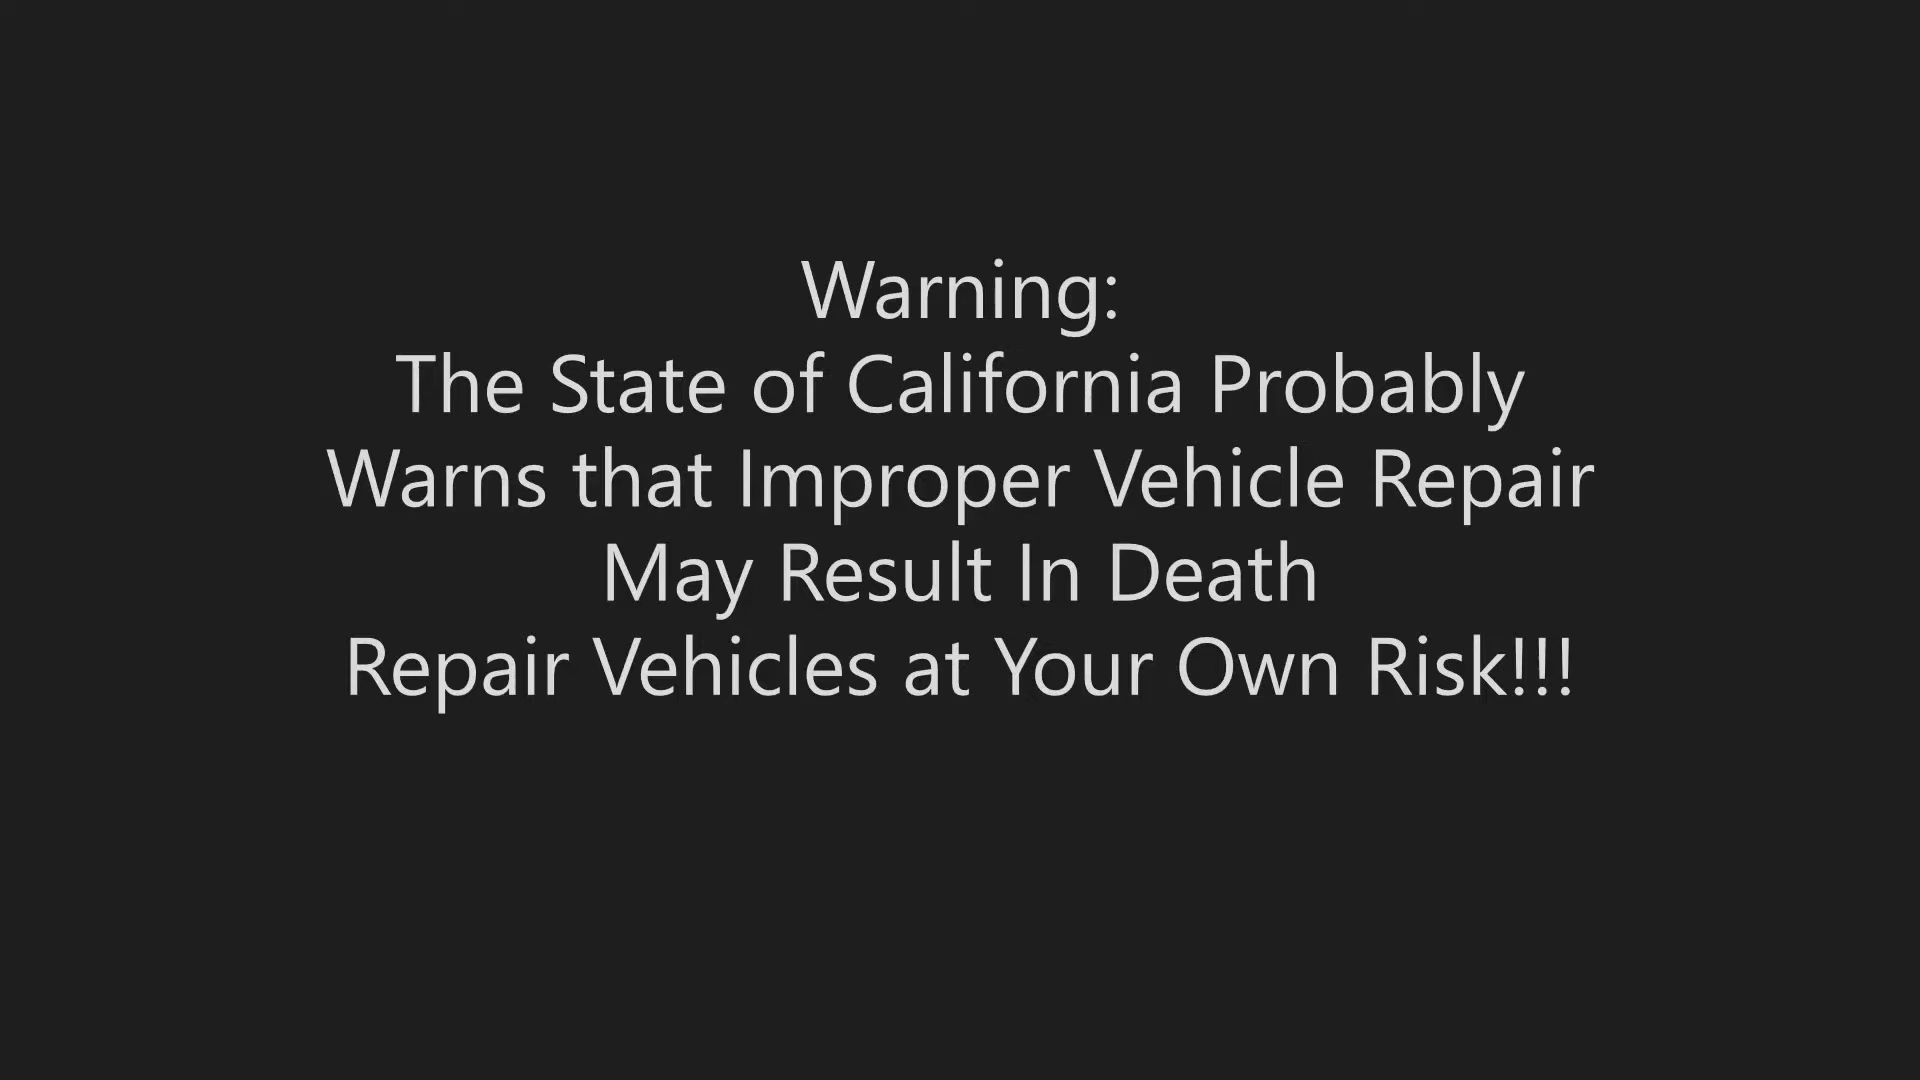 Warning:
The State of California Probably
Warns that Improper Vehicle Repair
May Result In Death
Repair Vehicles at Your Own Risk!!!